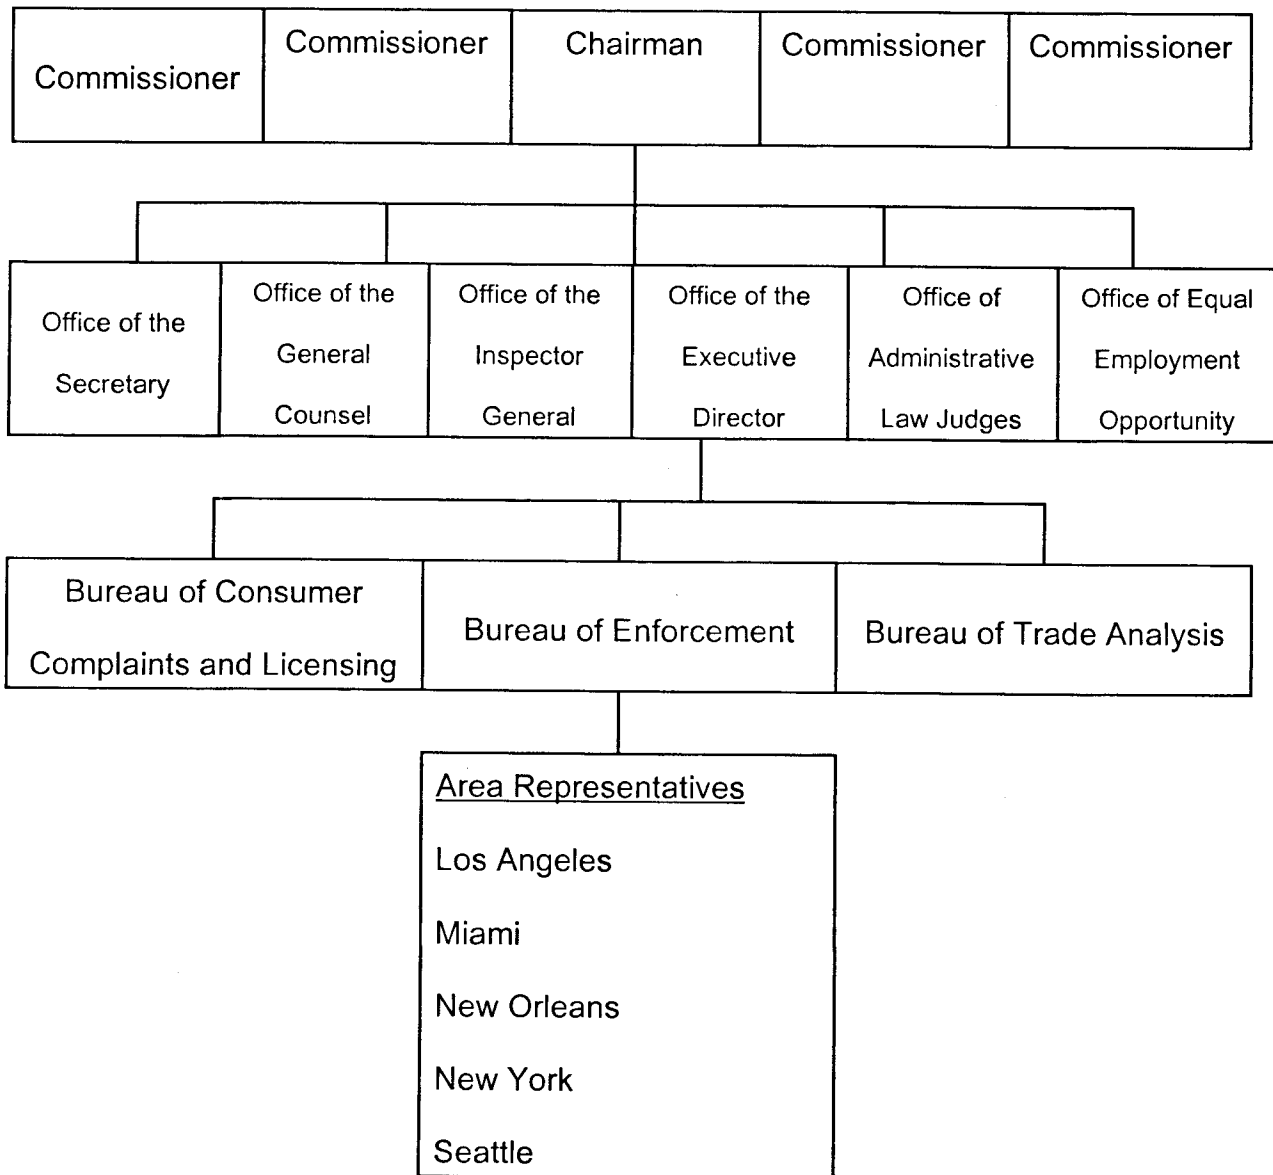 Commissioner
Commissioner
Chairman
Commissioner
Commissioner
Office of the
Secretary
Office of the
General
Counsel
Office of the
Inspector
General
Office of the
Executive
Director
Office of
Administrative
Law Judges
Office of Equal
Employment
Opportunity
Bureau of Consumer
Complaints and Licensing
Bureau of Enforcement
Bureau of Trade Analysis
Area Representatives
Los Angeles
Miami
New Orleans
New York
Seattle